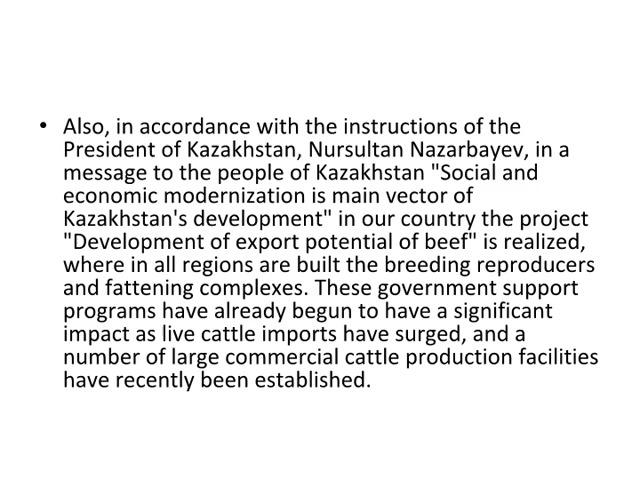 • Also, in accordance with the instructions of the
President of Kazakhstan, Nursultan Nazarbayev, in a
message to the people of Kazakhstan "Social and
economic modernization is main vector of
Kazakhstan's development" in our country the project
"Development of export potential of beef" is realized,
where in all regions are built the breeding reproducers
and fattening complexes. These government support
programs have already begun to have a significant
impact as live cattle imports have surged, and a
number of large commercial cattle production facilities
have recently been established.